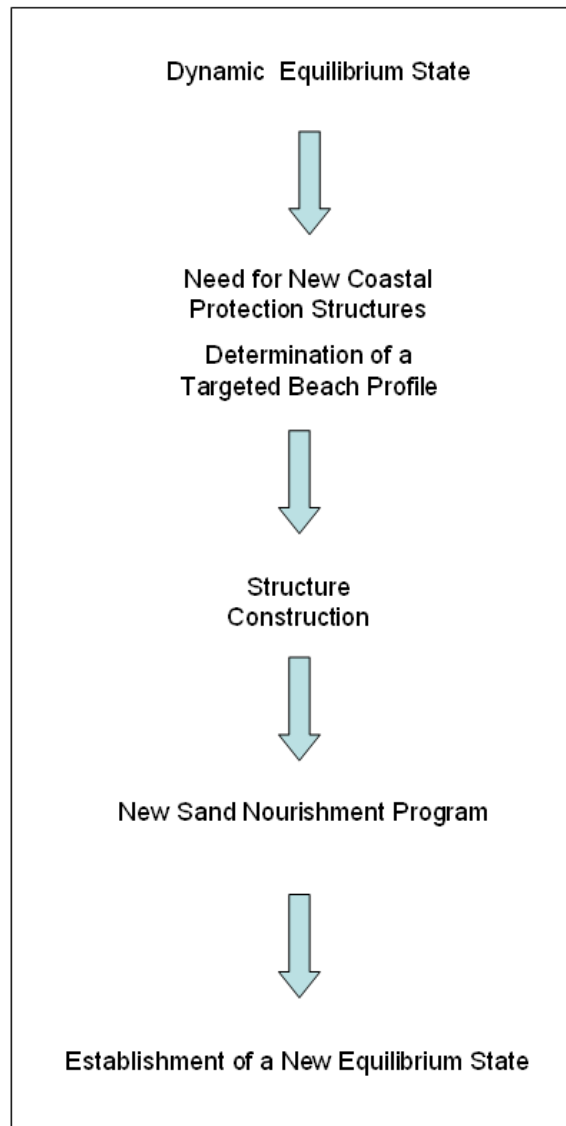 Dynamic Equilibrium State
Need for New Coastal
Protection Structures
Determination of a
Targeted Beach Profile
Structure
Construction
New Sand Nourishment Program
Establishment of a New Equilibrium State